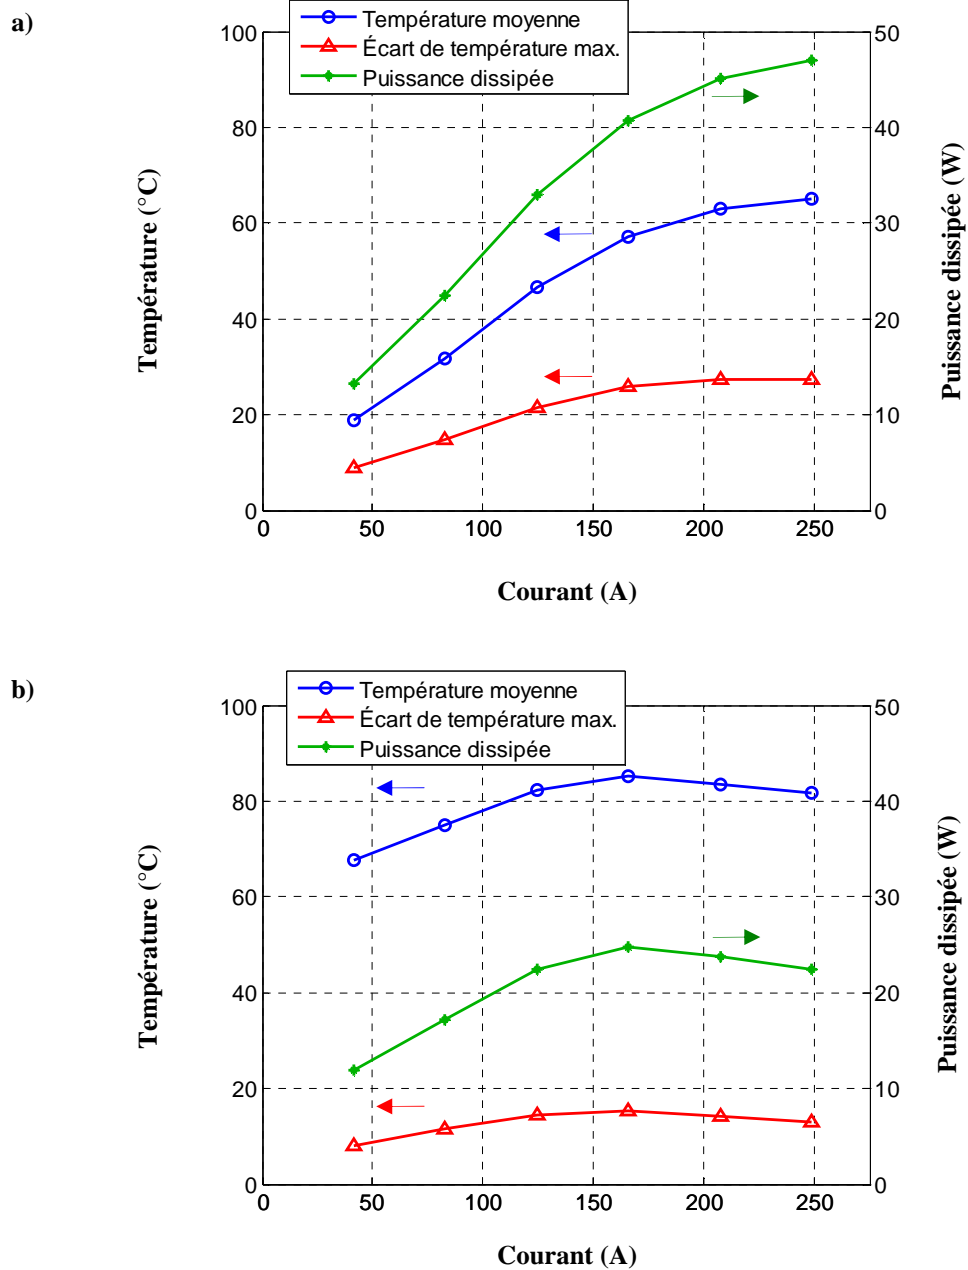 a)
Température moyenne
Écart de température max.
Puissance dissipée
100
80
60
40
20
0
50
40
30
20
10
0
0
50
100
150
200
250
Température (°C)
Puissance dissipée (W)
Courant (A)
b)
Température moyenne
Écart de température max.
Puissance dissipée
100
80
60
40
20
0
50
40
30
20
10
0
0
50
100
150
200
250
Température (°C)
Puissance dissipée (W)
Courant (A)